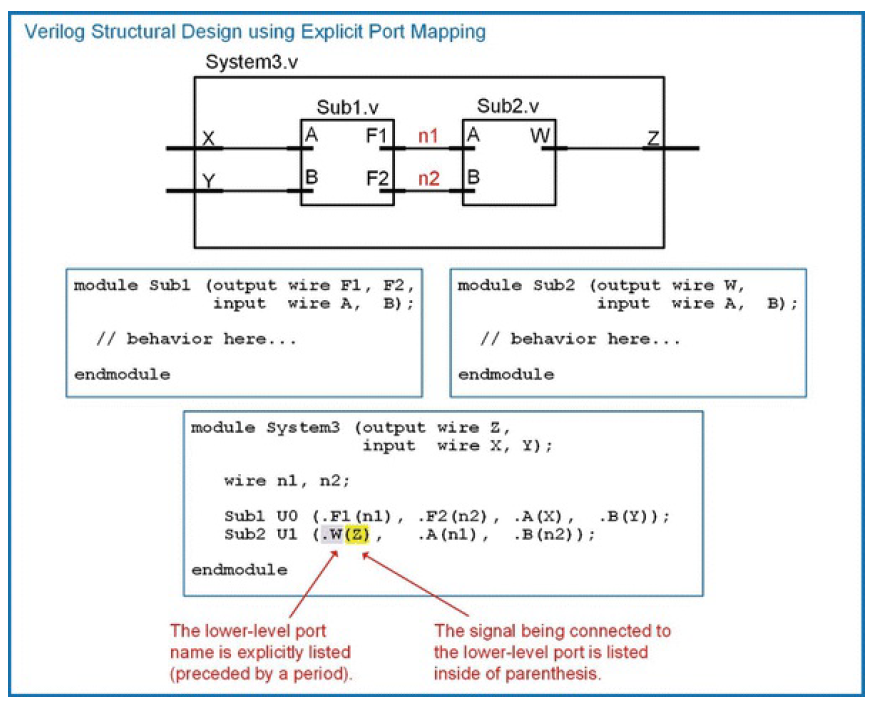 Verilog Structural Design using Explicit Port Mapping
System3.v
Sub1.v
Sub2.v
X
A
F1
n1
A
W
Z
Y
B
F2
n2
B
module Sub1 (output wire F1, F2,
input wire A, B);
// behavior here...
endmodule
module Sub2 (output wire W,
input wire A, B);
// behavior here...
endmodule
module System3 (output wire Z,
input wire X, Y);
wire n1, n2;
Sub1 U0 (.F1(n1), .F2(n2), .A(X), .B(Y));
Sub2 U1 (.W(Z), .A(n1), .B(n2));
endmodule
The lower-level port
name is explicitly listed
(preceded by a period).
The signal being connected to
the lower-level port is listed
inside of parenthesis.